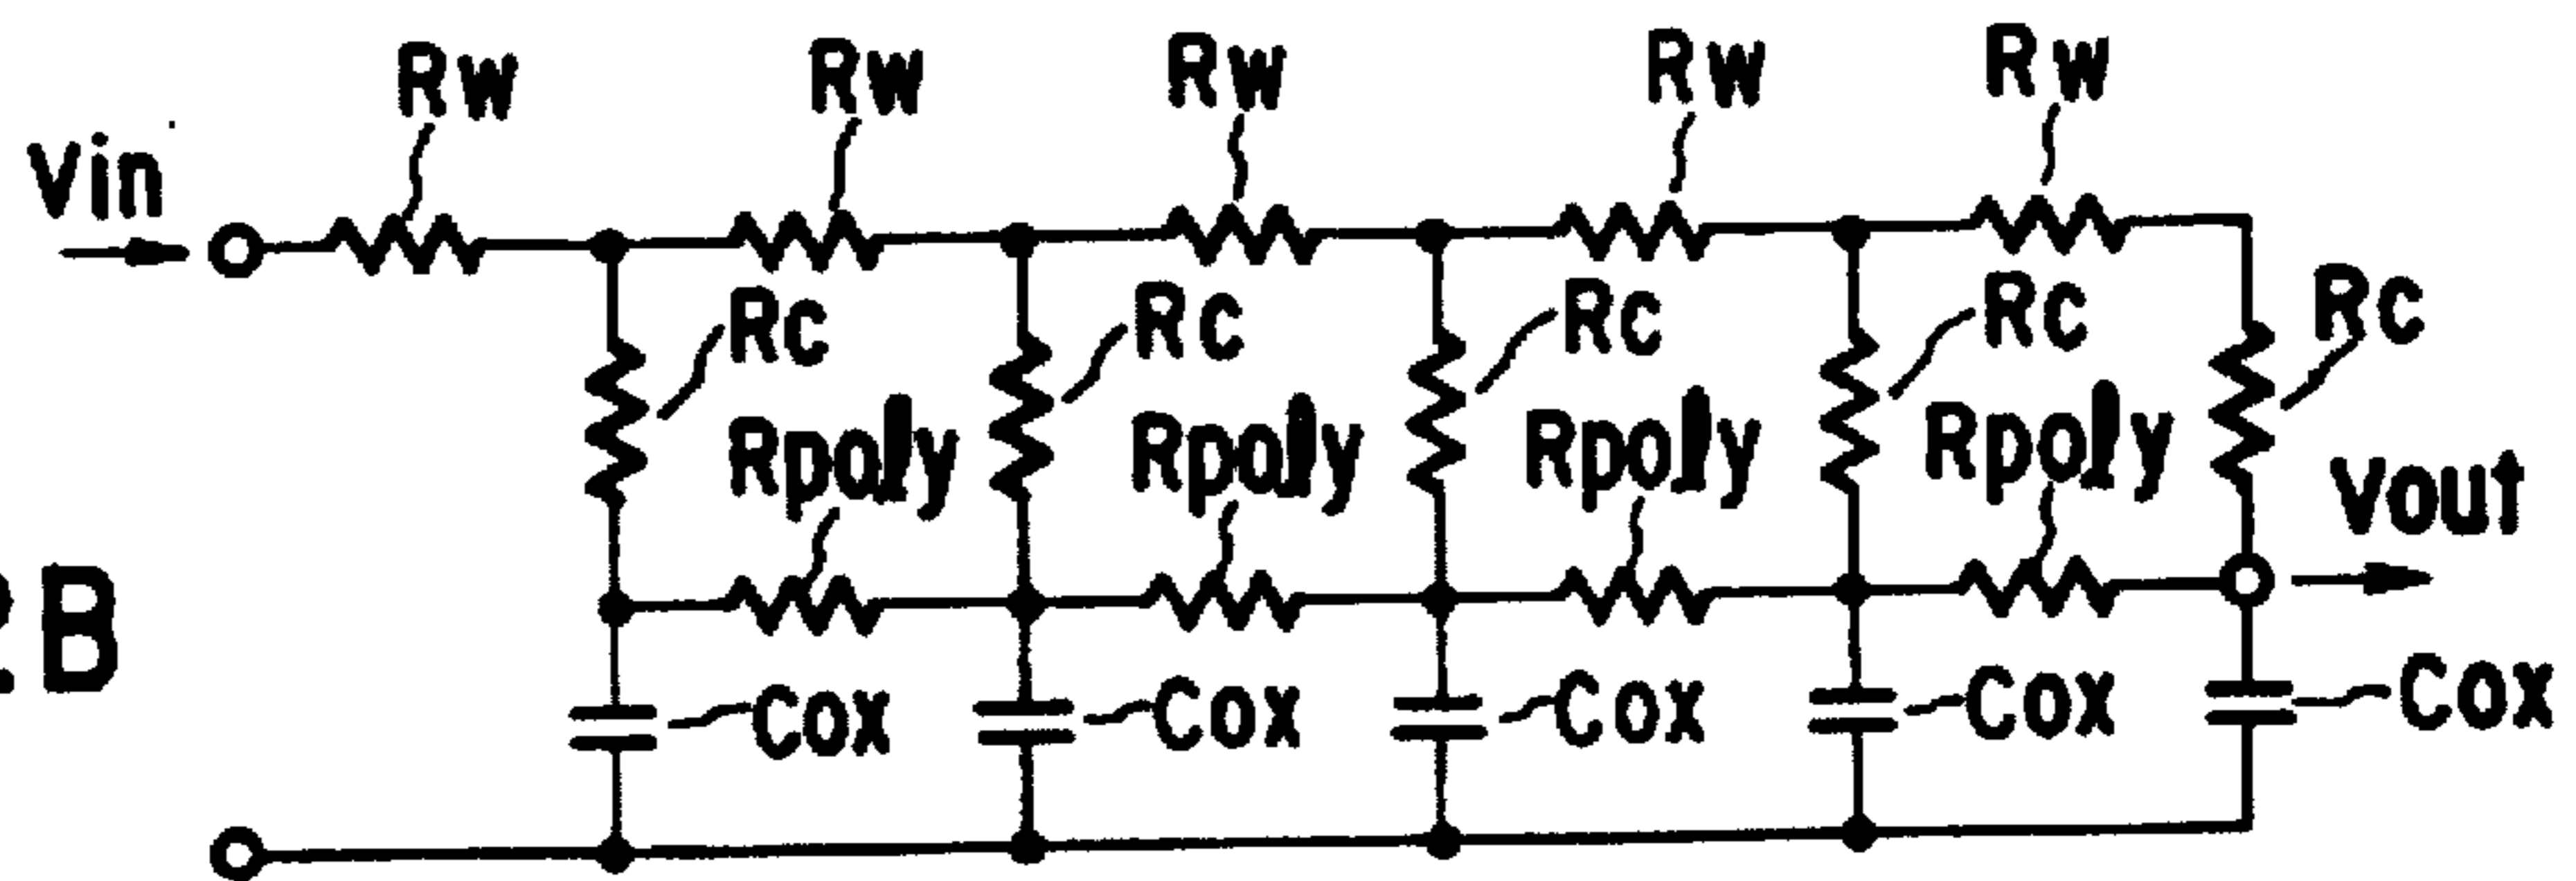 Rw Rw Rw Rw Rw
Vin
Rc Rc Rc Rc Rc
Rpoly Rpoly Rpoly Rpoly
Vout
2B
Cox Cox Cox Cox Cox